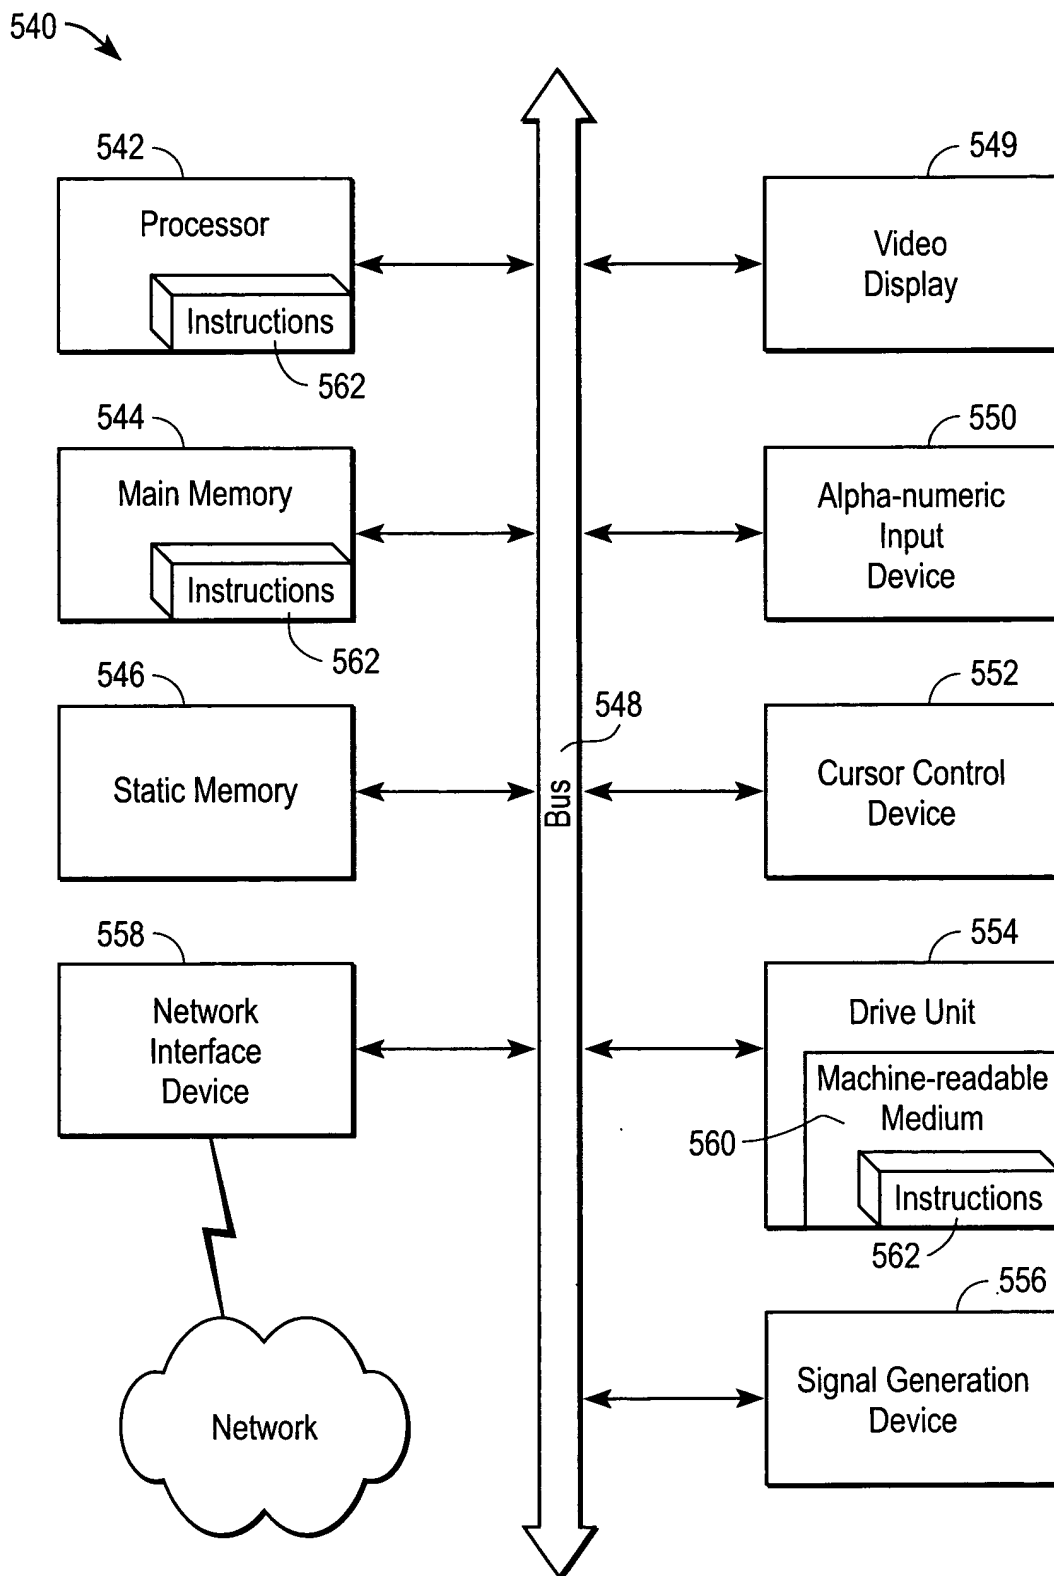 540
542
Processor
Instructions
562
544
Main Memory
Instructions
562
546
Static Memory
558
Network
Interface
Device
Network
548
Bus
549
Video
Display
550
Alpha-numeric
Input
Device
552
Cursor Control
Device
554
Drive Unit
Machine-readable
Medium
560
Instructions
562
556
Signal Generation
Device